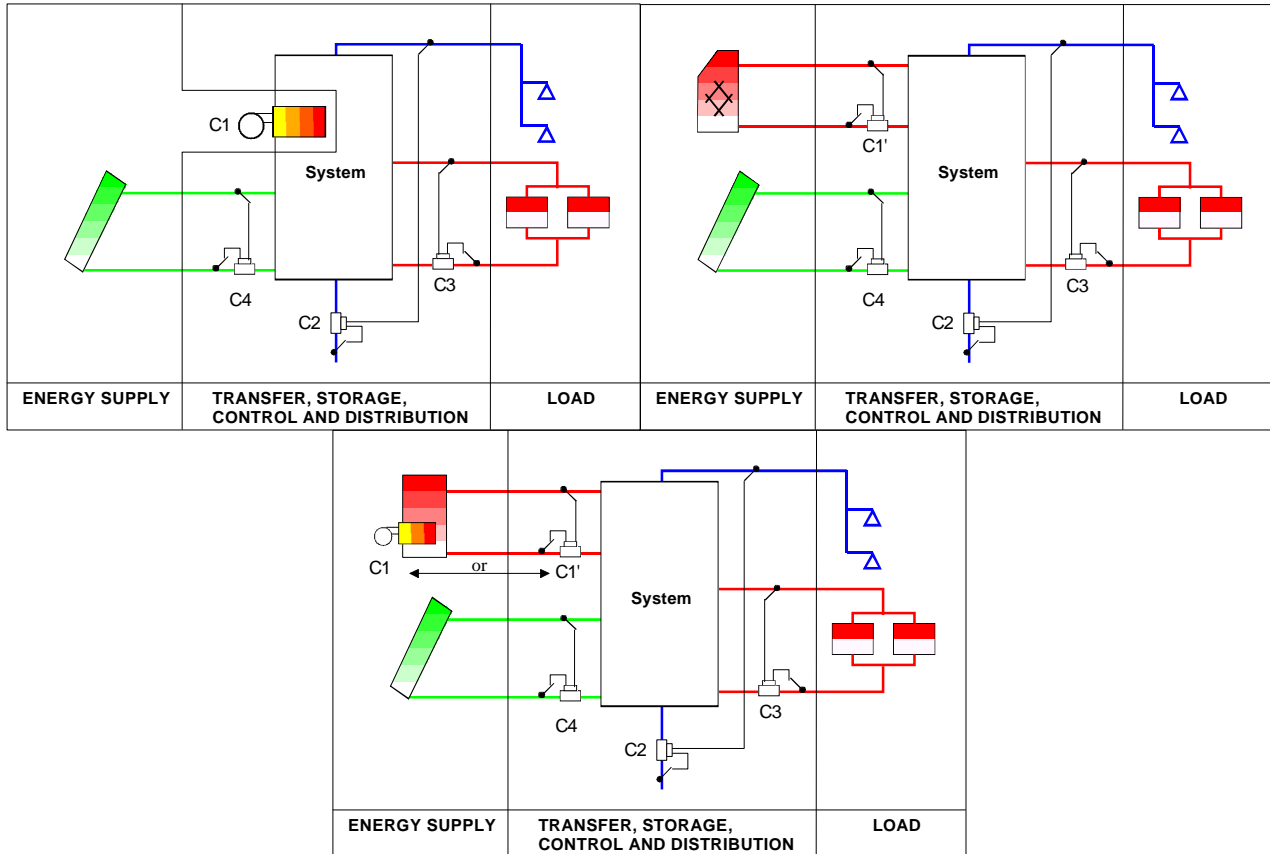 C1
System
C4
C3
C2
ENERGY SUPPLY
TRANSFER, STORAGE,
CONTROL AND DISTRIBUTION
LOAD
C1'
System
C4
C3
C2
ENERGY SUPPLY
TRANSFER, STORAGE,
CONTROL AND DISTRIBUTION
LOAD
C1
or
C1'
System
C4
C3
C2
ENERGY SUPPLY
TRANSFER, STORAGE,
CONTROL AND DISTRIBUTION
LOAD